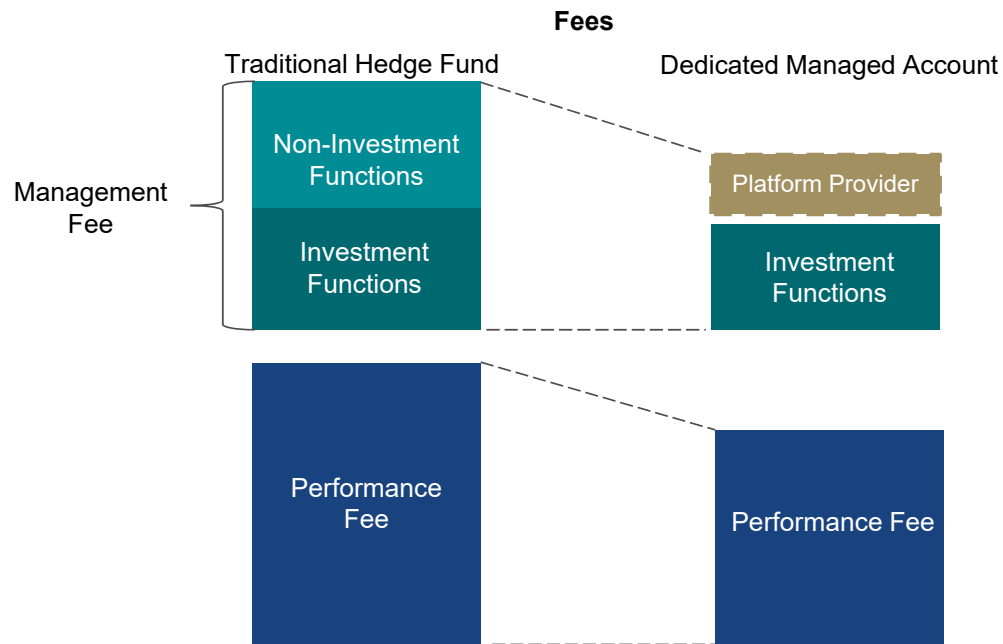 Fees
Traditional Hedge Fund
Dedicated Managed Account
Management
Fee
Non-Investment
Functions
Investment
Functions
Platform Provider
Investment
Functions
Performance
Fee
Performance Fee